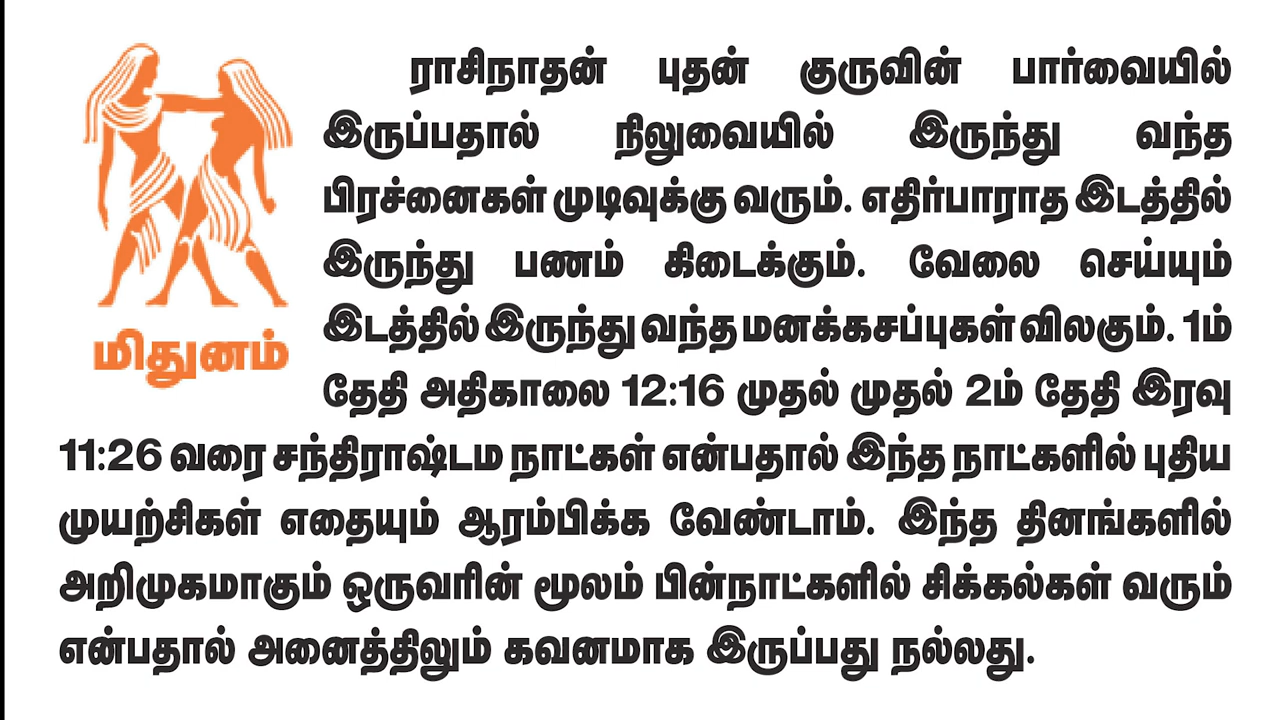 ராசிநாதன் புதன் குருவின் பார்வையில்
இருப்பதால் நிலுவையில் இருந்து வந்த
பிரச்னைகள் முடிவுக்கு வரும். எதிர்பாராத இடத்தில்
இருந்து பணம் கிடைக்கும். வேலை செய்யும்
இடத்தில் இருந்து வந்த மனக்கசப்புகள் விலகும். 1ம்
மிதுனம்
தேதி அதிகாலை 12:16 முதல் முதல் 2ம் தேதி இரவு
11:26 வரை சந்திராஷ்டம நாட்கள் என்பதால் இந்த நாட்களில் புதிய
முயற்சிகள் எதையும் ஆரம்பிக்க வேண்டாம். இந்த தினங்களில்
அறிமுகமாகும் ஒருவரின் மூலம் பின்நாட்களில் சிக்கல்கள் வரும்
என்பதால் அனைத்திலும் கவனமாக இருப்பது நல்லது.